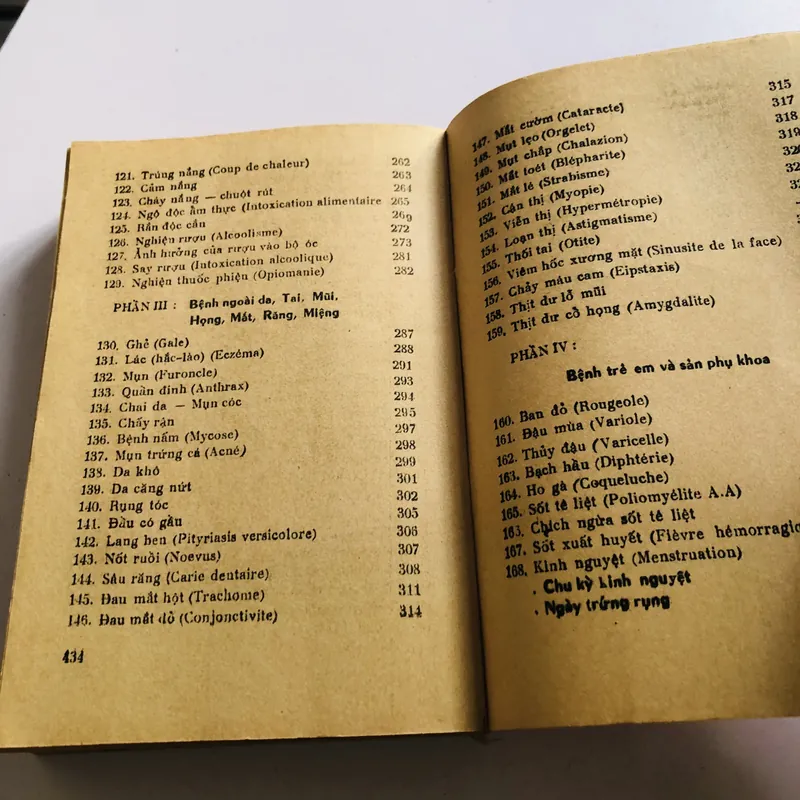 121. Trúng nắng (Coup de chaleur) 262
122. Cảm nắng 263
123. Cháy nắng — chuột rút 264
124. Ngộ độc ẩm thực (Intoxication alimentaire 265
125. Rắn độc cắn 269
126. Nghiện rượu (Alcoolisme) 272
127. Ảnh hưởng của rượu vào bộ óc 273
128. Say rượu (Intoxication alcoolique) 281
129. Nghiện thuốc phiện (Opiomanie) 282
PHẦN III : Bệnh ngoài da, Tai, Mũi,
Họng, Mắt, Răng, Miệng
130. Ghẻ (Gale) 287
131. Lác (hắc-lào) (Eczéma) 288
132. Mụn (Furoncle) 291
133. Quần đinh (Anthrax) 293
134. Chai da — Mụn cóc 294
135. Chấy rận 295
136. Bệnh nấm (Mycose) 297
137. Mụn trứng cá (Acné) 298
138. Da khô 299
139. Da căng nứt 301
140. Rụng tóc 302
141. Đầu có gầu 305
142. Lang ben (Pityriasis versicolore) 306
143. Nốt ruồi (Noevus) 307
144. Sâu răng (Carie dentaire) 308
145. Đau mắt hột (Trachome) 311
146. Đau mắt đỏ (Conjonctivite) 314
434
315
147. Mắt cườm (Cataracte) 317
148. Mụt lẹo (Orgelet) 318
149. Mụt chắp (Chalazion)
150. Mắt toét (Blépharite)
151. Mắt lé (Strabisme)
152. Cận thị (Myopie)
153. Viễn thị (Hypermétropie)
154. Loạn thị (Astigmatisme)
155. Thối tai (Otite)
156. Viêm hốc xương mặt (Sinusite de la face)
157. Chảy máu cam (Eipstaxis)
158. Thịt dư lỗ mũi
159. Thịt dư cổ họng (Amygdalite)
PHẦN IV :
Bệnh trẻ em và sản phụ khoa
160. Ban đỏ (Rougeole)
161. Đậu mùa (Variole)
162. Thủy đậu (Varicelle)
163. Bạch hầu (Diphtérie)
164. Ho gà (Coqueluche)
165. Sốt tê liệt (Poliomyélite A.A)
166. Chích ngừa sốt tê liệt
167. Sốt xuất huyết (Fièvre hémorragic
168. Kinh nguyệt (Menstruation)
. Chu kỳ kinh nguyệt
. Ngày trứng rụng